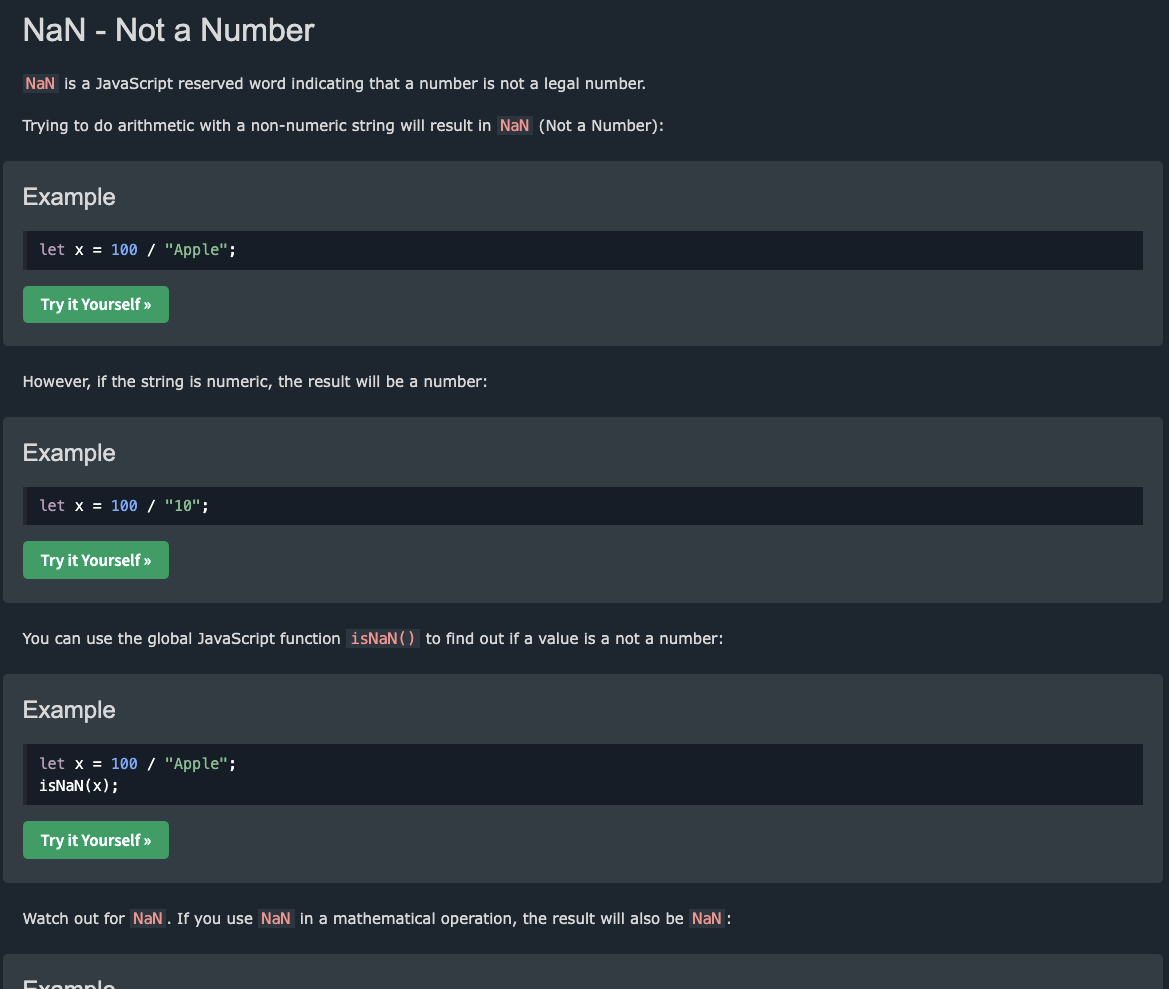 NaN - Not a Number
NaN is a JavaScript reserved word indicating that a number is not a legal number.
Trying to do arithmetic with a non-numeric string will result in NaN (Not a Number):
Example
let x = 100 / "Apple";
Try it Yourself »
However, if the string is numeric, the result will be a number:
Example
let x = 100 / "10";
Try it Yourself »
You can use the global JavaScript function isNaN() to find out if a value is a not a number:
Example
let x = 100 / "Apple";
isNaN(x);
Try it Yourself »
Watch out for NaN. If you use NaN in a mathematical operation, the result will also be NaN:
Example